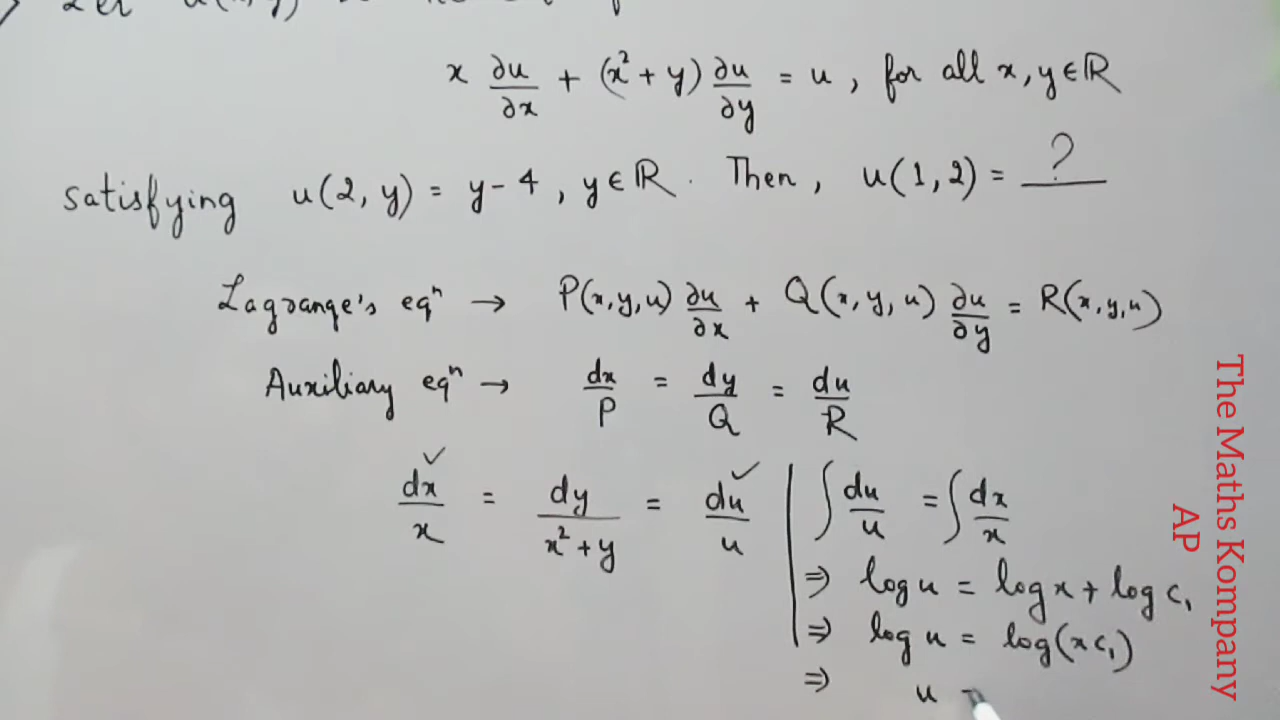 x ∂u/∂x + (x² + y) ∂u/∂y = u , for all x, y ∈ ℝ
satisfying u(2, y) = y - 4 , y ∈ ℝ . Then , u(1, 2) = ?
Lagrange's eqⁿ → P(x, y, u) ∂u/∂x + Q(x, y, u) ∂u/∂y = R(x, y, u)
Auxiliary eqⁿ → dx/P = dy/Q = du/R
dx/x ✓ = dy/(x² + y) = du/u ✓
∫ du/u = ∫ dx/x
⇒ log u = log x + log c₁
⇒ log u = log(x c₁)
⇒ u =
The Maths Kompany
AP